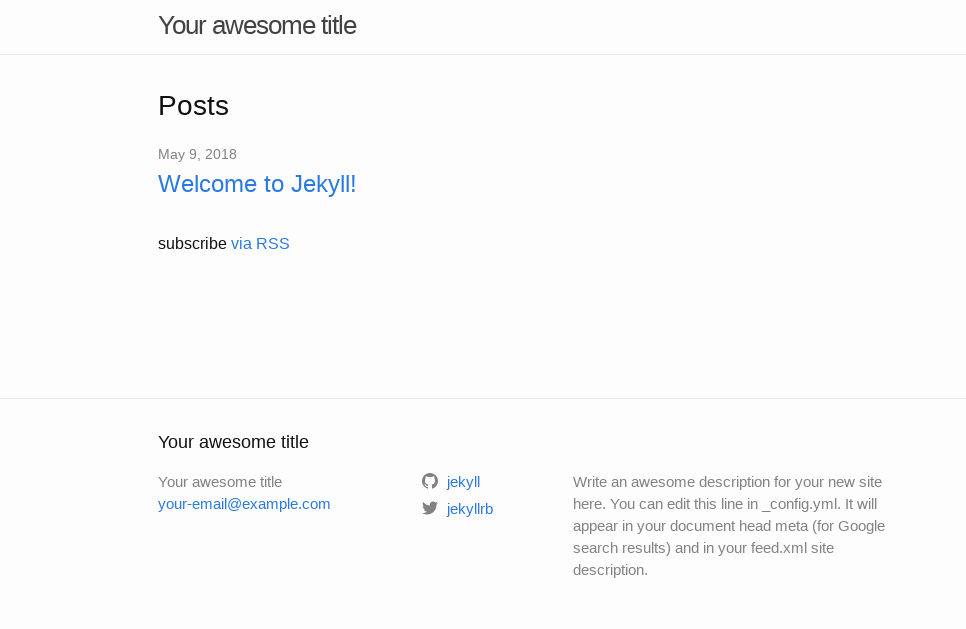 Your awesome title
Posts
May 9, 2018
Welcome to Jekyll!
subscribe via RSS
Your awesome title
Your awesome title
your-email@example.com
jekyll
jekyllrb
Write an awesome description for your new site
here. You can edit this line in _config.yml. It will
appear in your document head meta (for Google
search results) and in your feed.xml site
description.